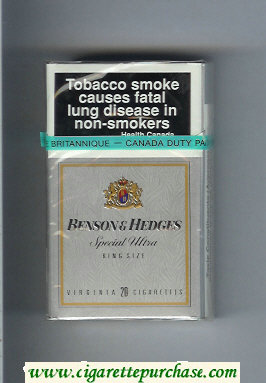 Tobacco smoke
causes fatal
lung disease in
non-smokers
Health Canada
E BRITANNIQUE — CANADA DUTY PA
BENSON & HEDGES
Special Ultra
KING SIZE
VIRGINIA 20 CIGARETTES
www.cigarettepurchase.com